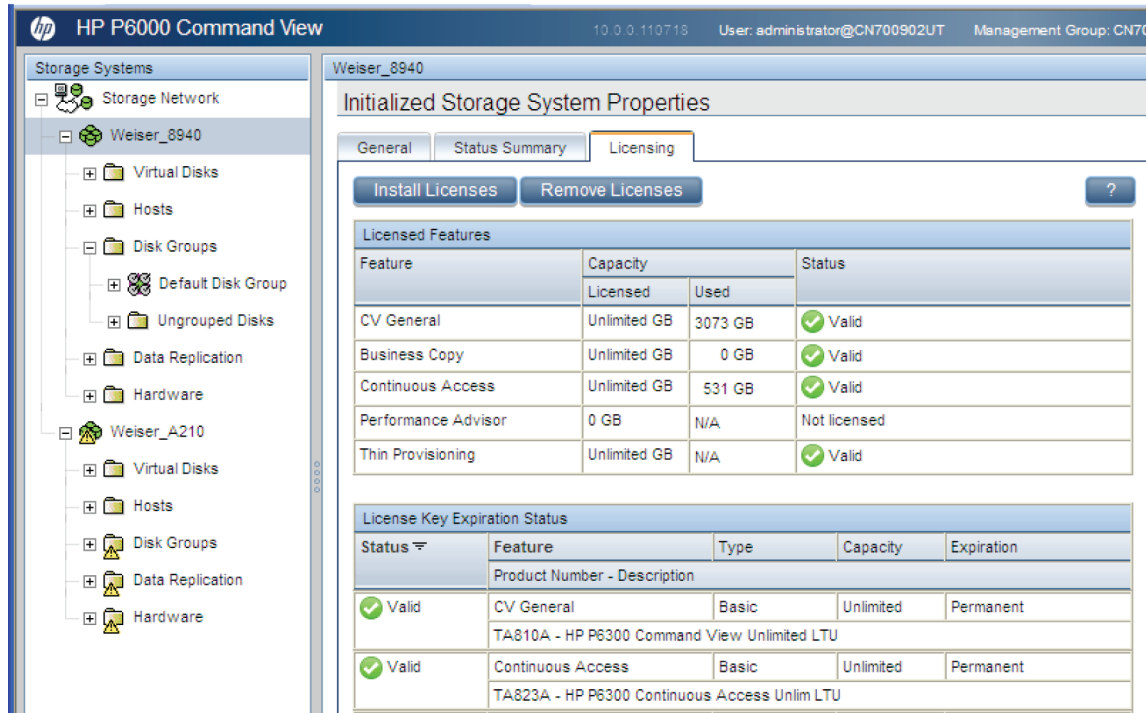 hp HP P6000 Command View 10.0.0.110718 User: administrator@CN700902UT Management Group: CN70
Storage Systems
Storage Network
Weiser_8940
Virtual Disks
Hosts
Disk Groups
Default Disk Group
Ungrouped Disks
Data Replication
Hardware
Weiser_A210
Virtual Disks
Hosts
Disk Groups
Data Replication
Hardware
Weiser_8940
Initialized Storage System Properties
General Status Summary Licensing
Install Licenses Remove Licenses ?
Licensed Features
Feature Capacity Status
Licensed Used
CV General Unlimited GB 3073 GB Valid
Business Copy Unlimited GB 0 GB Valid
Continuous Access Unlimited GB 531 GB Valid
Performance Advisor 0 GB N/A Not licensed
Thin Provisioning Unlimited GB N/A Valid
License Key Expiration Status
Status Feature Type Capacity Expiration
Product Number - Description
Valid CV General Basic Unlimited Permanent
TA810A - HP P6300 Command View Unlimited LTU
Valid Continuous Access Basic Unlimited Permanent
TA823A - HP P6300 Continuous Access Unlim LTU